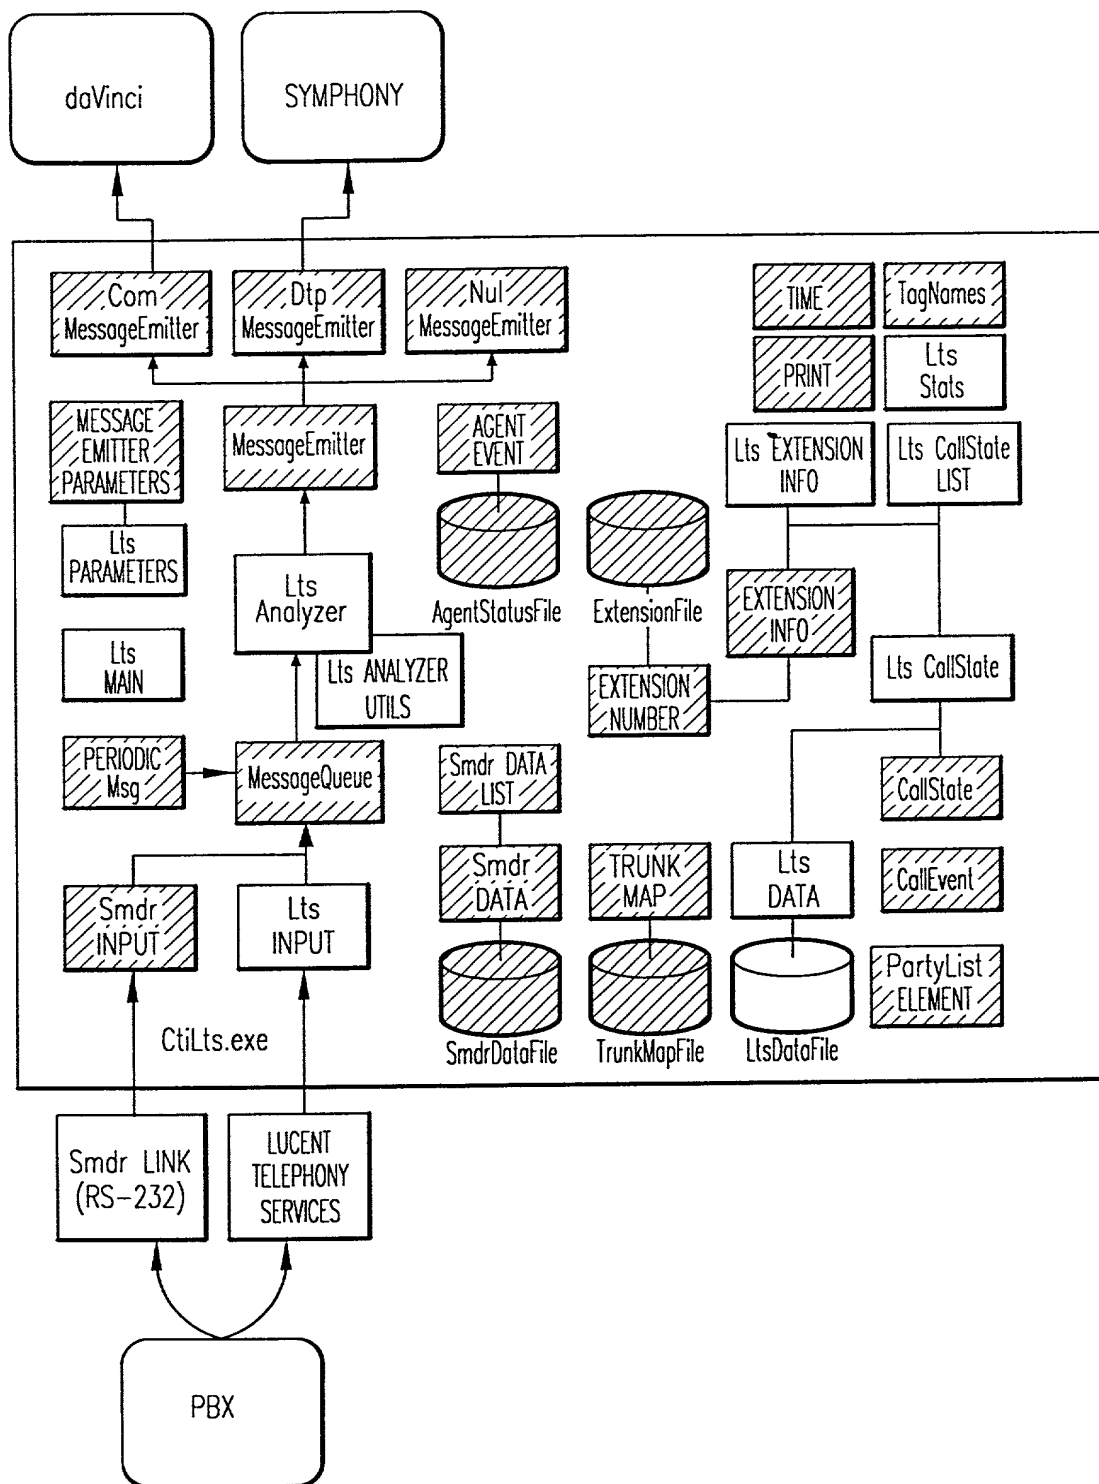 daVinci
SYMPHONY
Com
MessageEmitter
Dtp
MessageEmitter
Nul
MessageEmitter
TIME
TagNames
PRINT
Lts
Stats
MESSAGE
EMITTER
PARAMETERS
MessageEmitter
AGENT
EVENT
Lts EXTENSION
INFO
Lts CallState
LIST
Lts
PARAMETERS
Lts
Analyzer
AgentStatusFile
ExtensionFile
EXTENSION
INFO
Lts
MAIN
Lts ANALYZER
UTILS
EXTENSION
NUMBER
Lts CallState
PERIODIC
Msg
MessageQueue
Smdr DATA
LIST
CallState
Smdr
INPUT
Lts
INPUT
Smdr
DATA
TRUNK
MAP
Lts
DATA
CallEvent
PartyList
ELEMENT
CtiLts.exe
SmdrDataFile
TrunkMapFile
LtsDataFile
Smdr LINK
(RS-232)
LUCENT
TELEPHONY
SERVICES
PBX